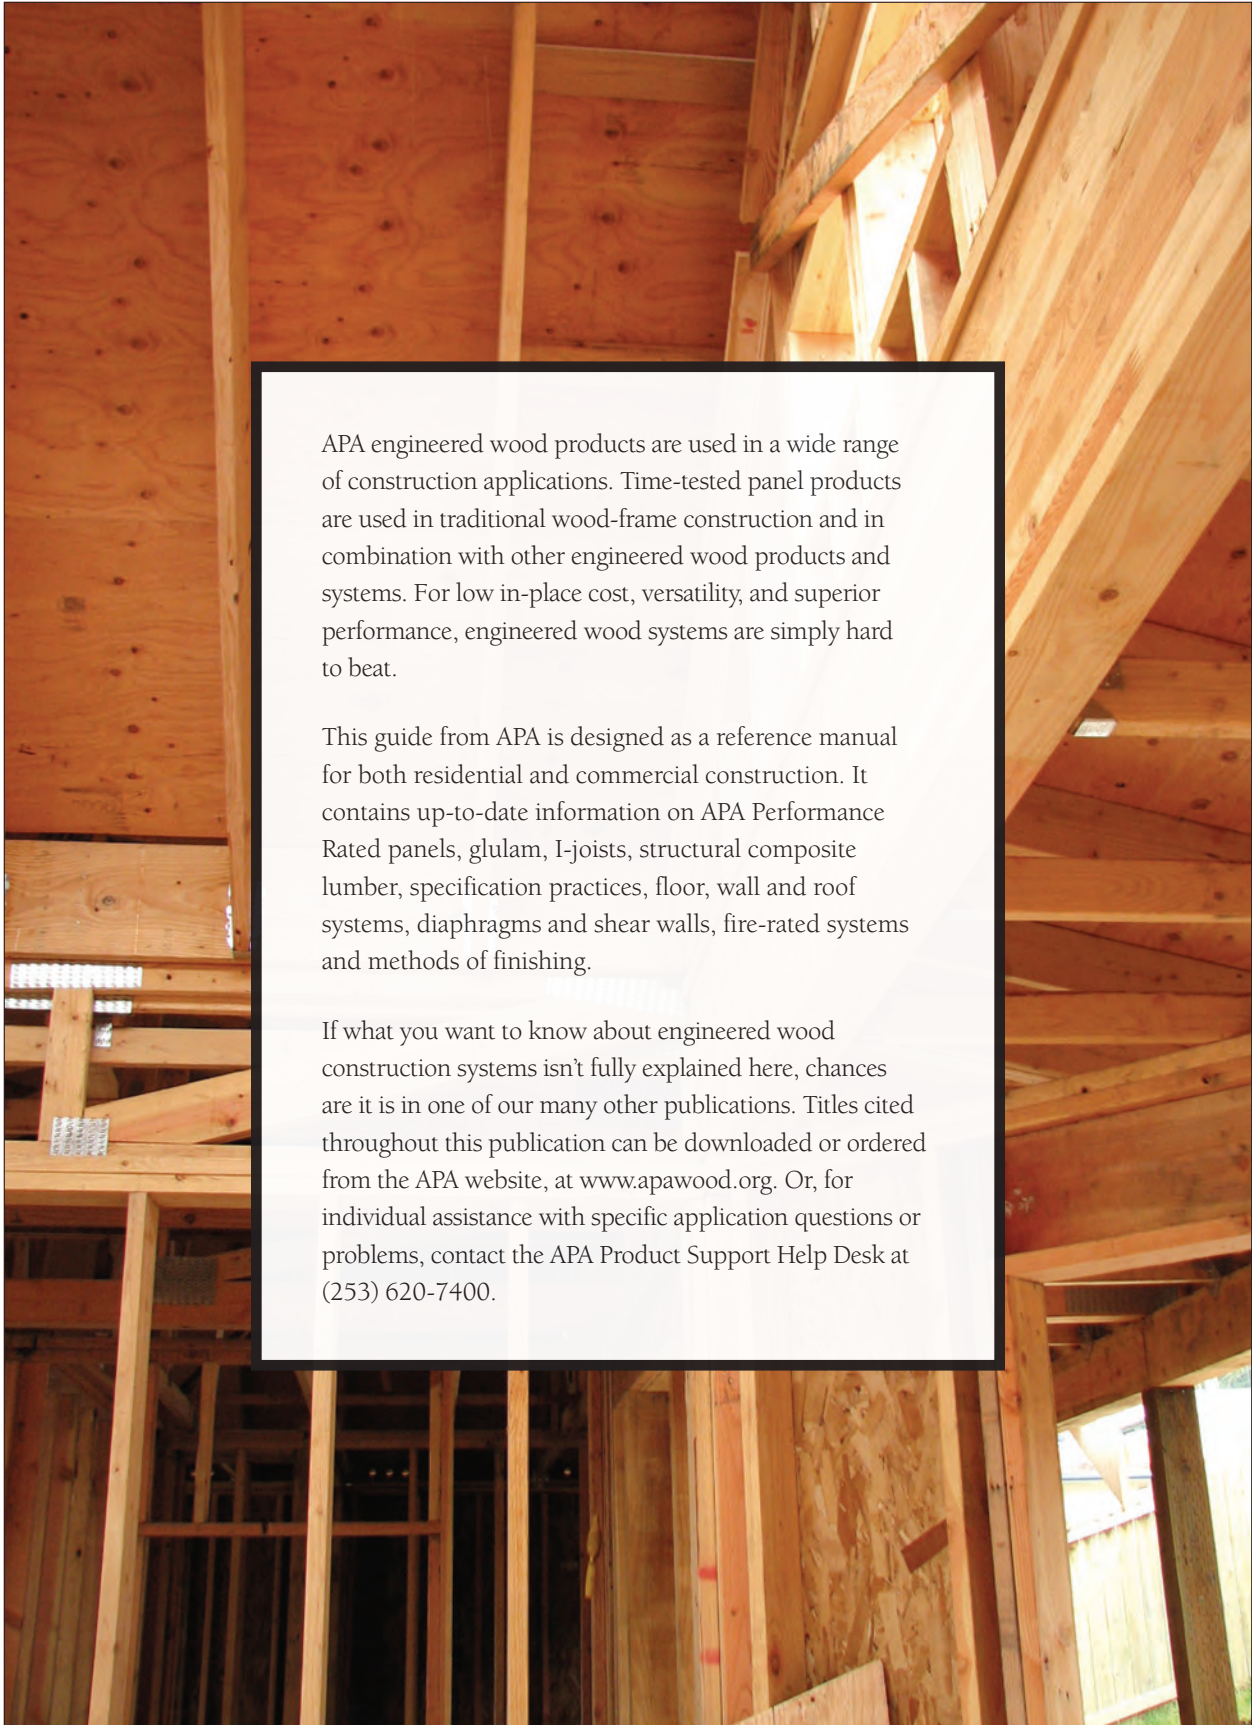 APA engineered wood products are used in a wide range
of construction applications. Time-tested panel products
are used in traditional wood-frame construction and in
combination with other engineered wood products and
systems. For low in-place cost, versatility, and superior
performance, engineered wood systems are simply hard
to beat.
This guide from APA is designed as a reference manual
for both residential and commercial construction. It
contains up-to-date information on APA Performance
Rated panels, glulam, I-joists, structural composite
lumber, specification practices, floor, wall and roof
systems, diaphragms and shear walls, fire-rated systems
and methods of finishing.
If what you want to know about engineered wood
construction systems isn’t fully explained here, chances
are it is in one of our many other publications. Titles cited
throughout this publication can be downloaded or ordered
from the APA website, at www.apawood.org. Or, for
individual assistance with specific application questions or
problems, contact the APA Product Support Help Desk at
(253) 620-7400.